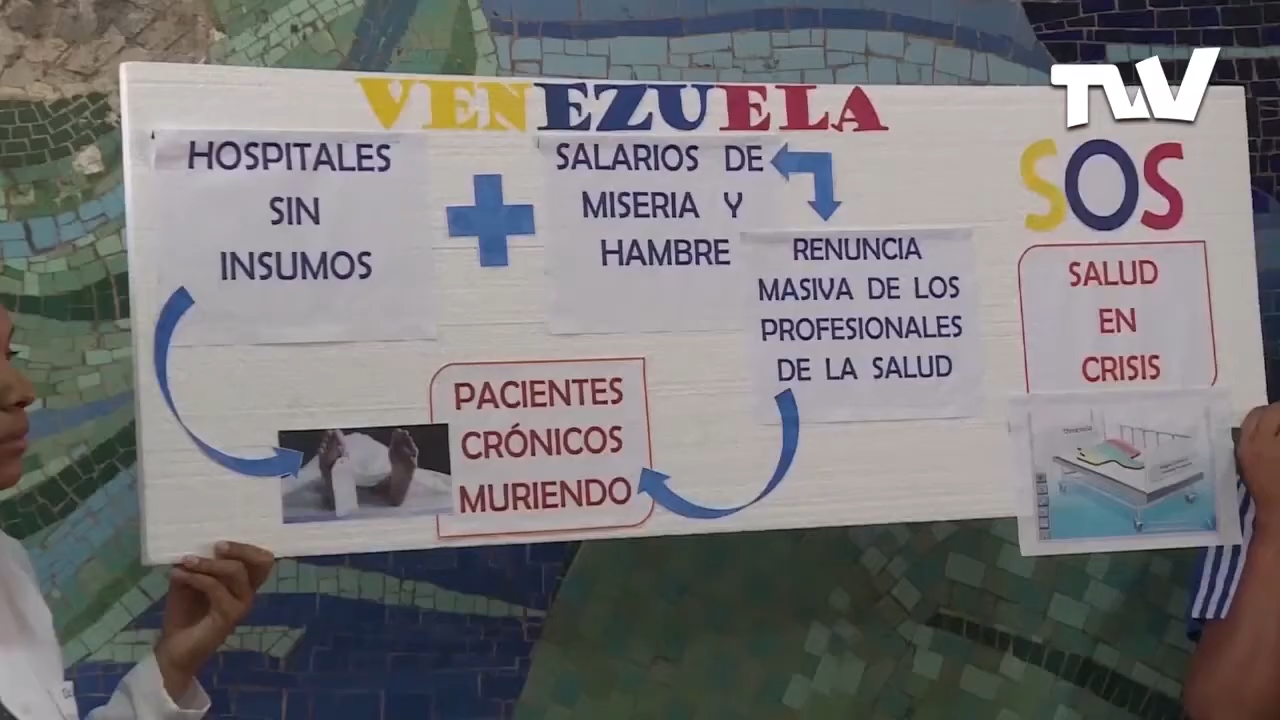 TVV
VENEZUELA
HOSPITALES
SIN
INSUMOS
SALARIOS DE
MISERIA Y
HAMBRE
RENUNCIA
MASIVA DE LOS
PROFESIONALES
DE LA SALUD
PACIENTES
CRÓNICOS
MURIENDO
SOS
SALUD
EN
CRISIS